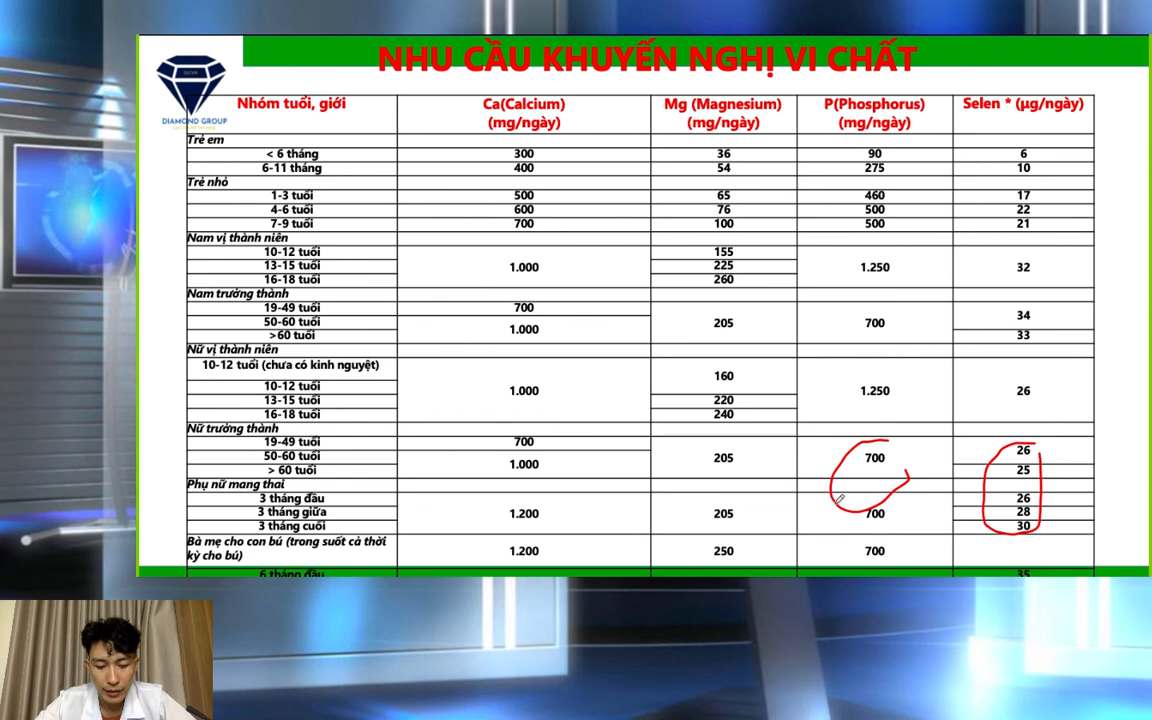 NHU CẦU KHUYẾN NGHỊ VI CHẤT
DIAMOND GROUP
Nhóm tuổi, giới Ca(Calcium) (mg/ngày) Mg (Magnesium) (mg/ngày) P(Phosphorus) (mg/ngày) Selen * (µg/ngày)
Trẻ em
< 6 tháng 300 36 90 6
6-11 tháng 400 54 275 10
Trẻ nhỏ
1-3 tuổi 500 65 460 17
4-6 tuổi 600 76 500 22
7-9 tuổi 700 100 500 21
Nam vị thành niên
10-12 tuổi 155
13-15 tuổi 1.000 225 1.250 32
16-18 tuổi 260
Nam trưởng thành
19-49 tuổi 700 34
50-60 tuổi 1.000 205 700
>60 tuổi 33
Nữ vị thành niên
10-12 tuổi (chưa có kinh nguyệt) 160
10-12 tuổi 1.000 1.250 26
13-15 tuổi 220
16-18 tuổi 240
Nữ trưởng thành
19-49 tuổi 700 26
50-60 tuổi 1.000 205 700
> 60 tuổi 25
Phụ nữ mang thai
3 tháng đầu 26
3 tháng giữa 1.200 205 700 28
3 tháng cuối 30
Bà mẹ cho con bú (trong suốt cả thời
kỳ cho bú) 1.200 250 700
6 tháng đầu 35